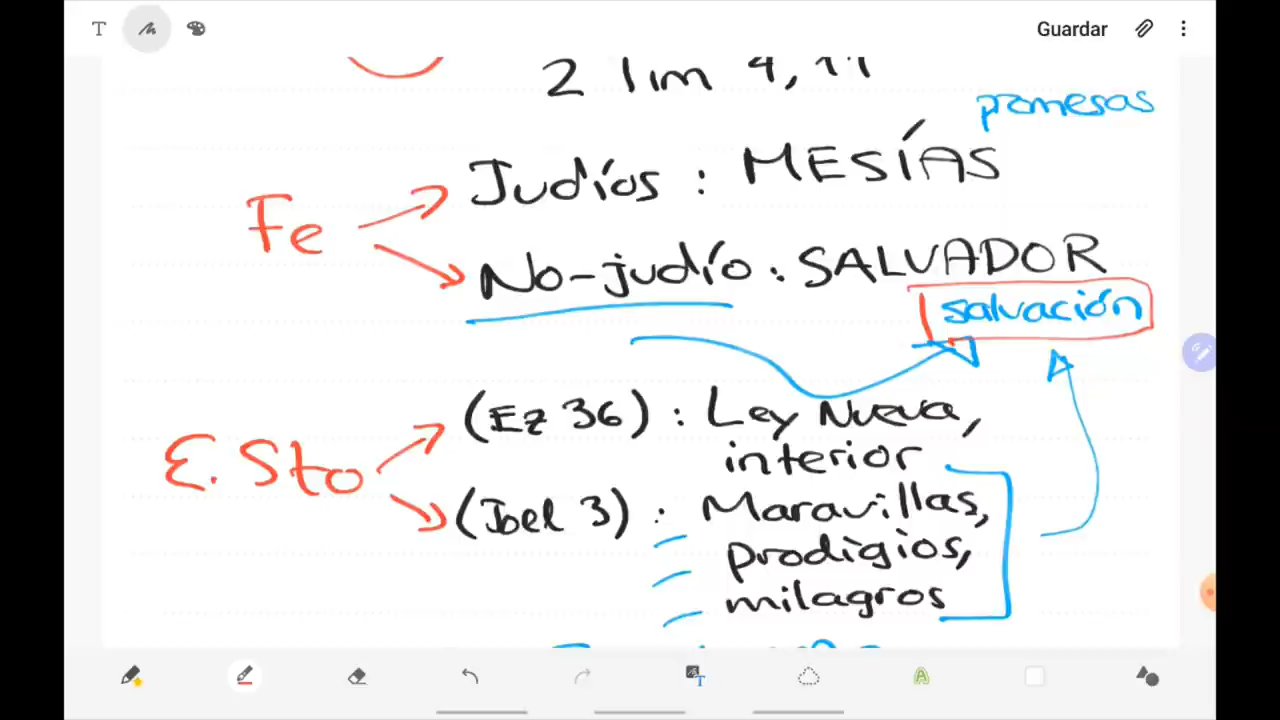 T Guardar
2 Tim 4, 11
promesas
Judíos : MESÍAS
Fe
No-judío : SALVADOR
salvación
(Ez 36) : Ley Nueva,
interior
E. Sto
(Joel 3) : Maravillas,
prodigios,
milagros